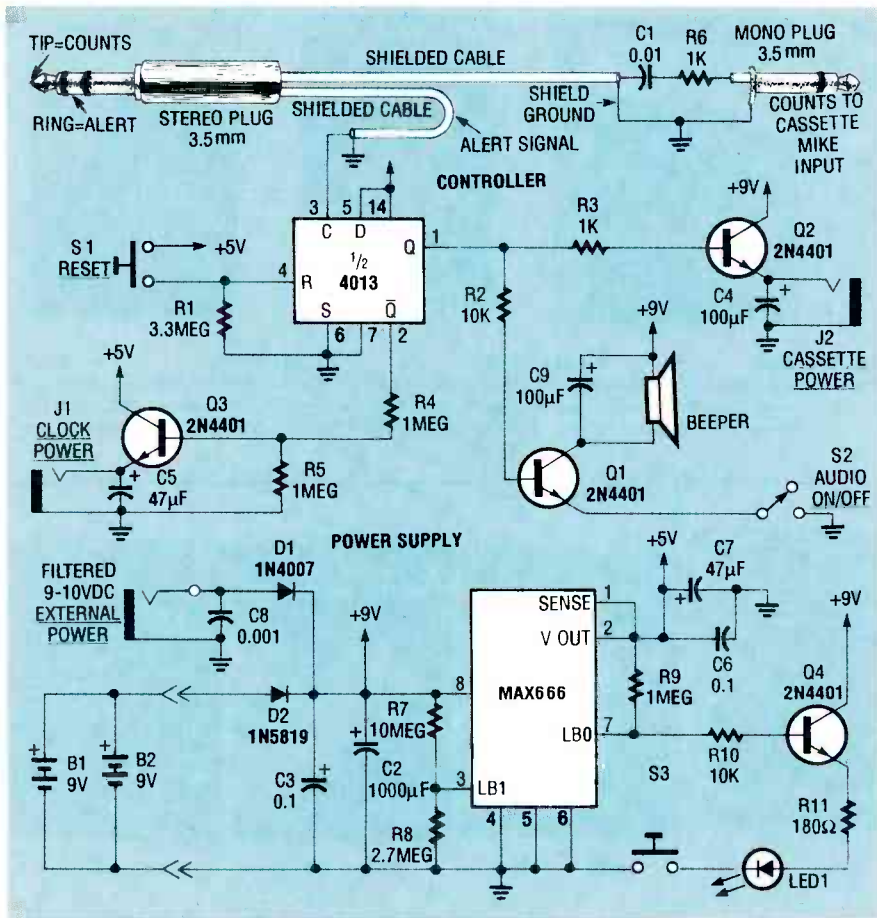 TIP=COUNTS
RING=ALERT
STEREO PLUG
3.5mm
SHIELDED CABLE
SHIELDED CABLE
ALERT SIGNAL
SHIELD
GROUND
C1
0.01
R6
1K
MONO PLUG
3.5mm
COUNTS TO
CASSETTE
MIKE
INPUT
CONTROLLER
3 5 14
C D Q
1
1/2
4013
4
R
S Q
6 7 2
S1
RESET
+5V
R1
3.3MEG
R2
10K
R3
1K
+9V
Q2
2N4401
C4
100µF
J2
CASSETTE
POWER
+5V
J1
CLOCK
POWER
Q3
2N4401
C5
47µF
R4
1MEG
R5
1MEG
+9V
C9
100µF
BEEPER
Q1
2N4401
S2
AUDIO
ON/OFF
POWER SUPPLY
FILTERED
9-10VDC
EXTERNAL
POWER
D1
1N4007
C8
0.001
+9V
D2
1N5819
B1
9V
B2
9V
C3
0.1
C2
1000µF
R7
10MEG
R8
2.7MEG
8
3
SENSE
V OUT
MAX666
LB0
LB1
1
2
7
4 5 6
+5V
C7
47µF
C6
0.1
R9
1MEG
R10
10K
+9V
Q4
2N4401
R11
180Ω
S3
LED1